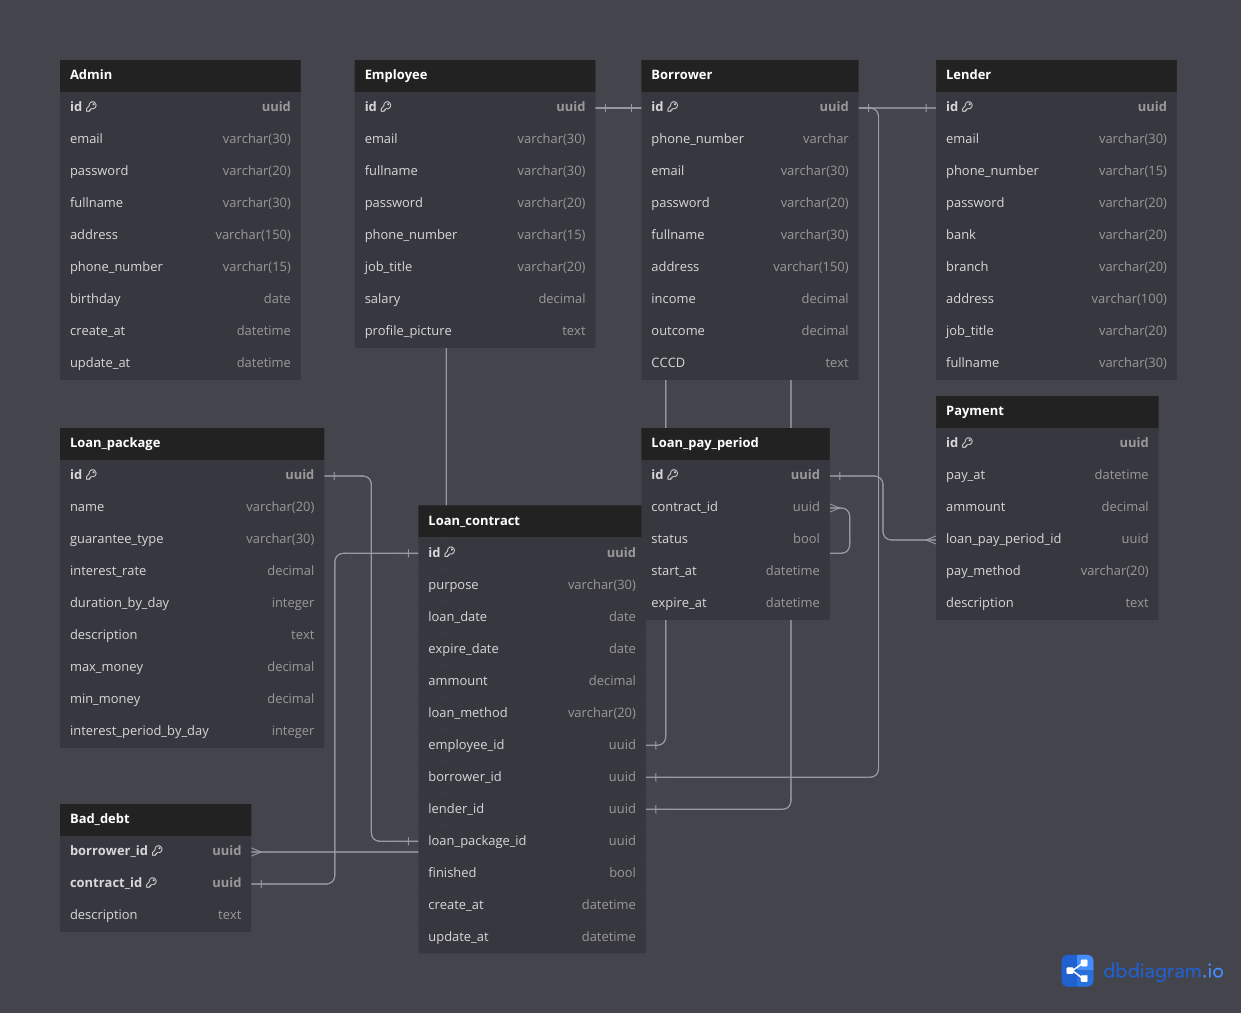 Admin
id uuid
email varchar(30)
password varchar(20)
fullname varchar(30)
address varchar(150)
phone_number varchar(15)
birthday date
create_at datetime
update_at datetime
Employee
id uuid
email varchar(30)
fullname varchar(30)
password varchar(20)
phone_number varchar(15)
job_title varchar(20)
salary decimal
profile_picture text
Borrower
id uuid
phone_number varchar
email varchar(30)
password varchar(20)
fullname varchar(30)
address varchar(150)
income decimal
outcome decimal
CCCD text
Lender
id uuid
email varchar(30)
phone_number varchar(15)
password varchar(20)
bank varchar(20)
branch varchar(20)
address varchar(100)
job_title varchar(20)
fullname varchar(30)
Loan_package
id uuid
name varchar(20)
guarantee_type varchar(30)
interest_rate decimal
duration_by_day integer
description text
max_money decimal
min_money decimal
interest_period_by_day integer
Loan_contract
id uuid
purpose varchar(30)
loan_date date
expire_date date
ammount decimal
loan_method varchar(20)
employee_id uuid
borrower_id uuid
lender_id uuid
loan_package_id uuid
finished bool
create_at datetime
update_at datetime
Loan_pay_period
id uuid
contract_id uuid
status bool
start_at datetime
expire_at datetime
Payment
id uuid
pay_at datetime
ammount decimal
loan_pay_period_id uuid
pay_method varchar(20)
description text
Bad_debt
borrower_id uuid
contract_id uuid
description text
dbdiagram.io